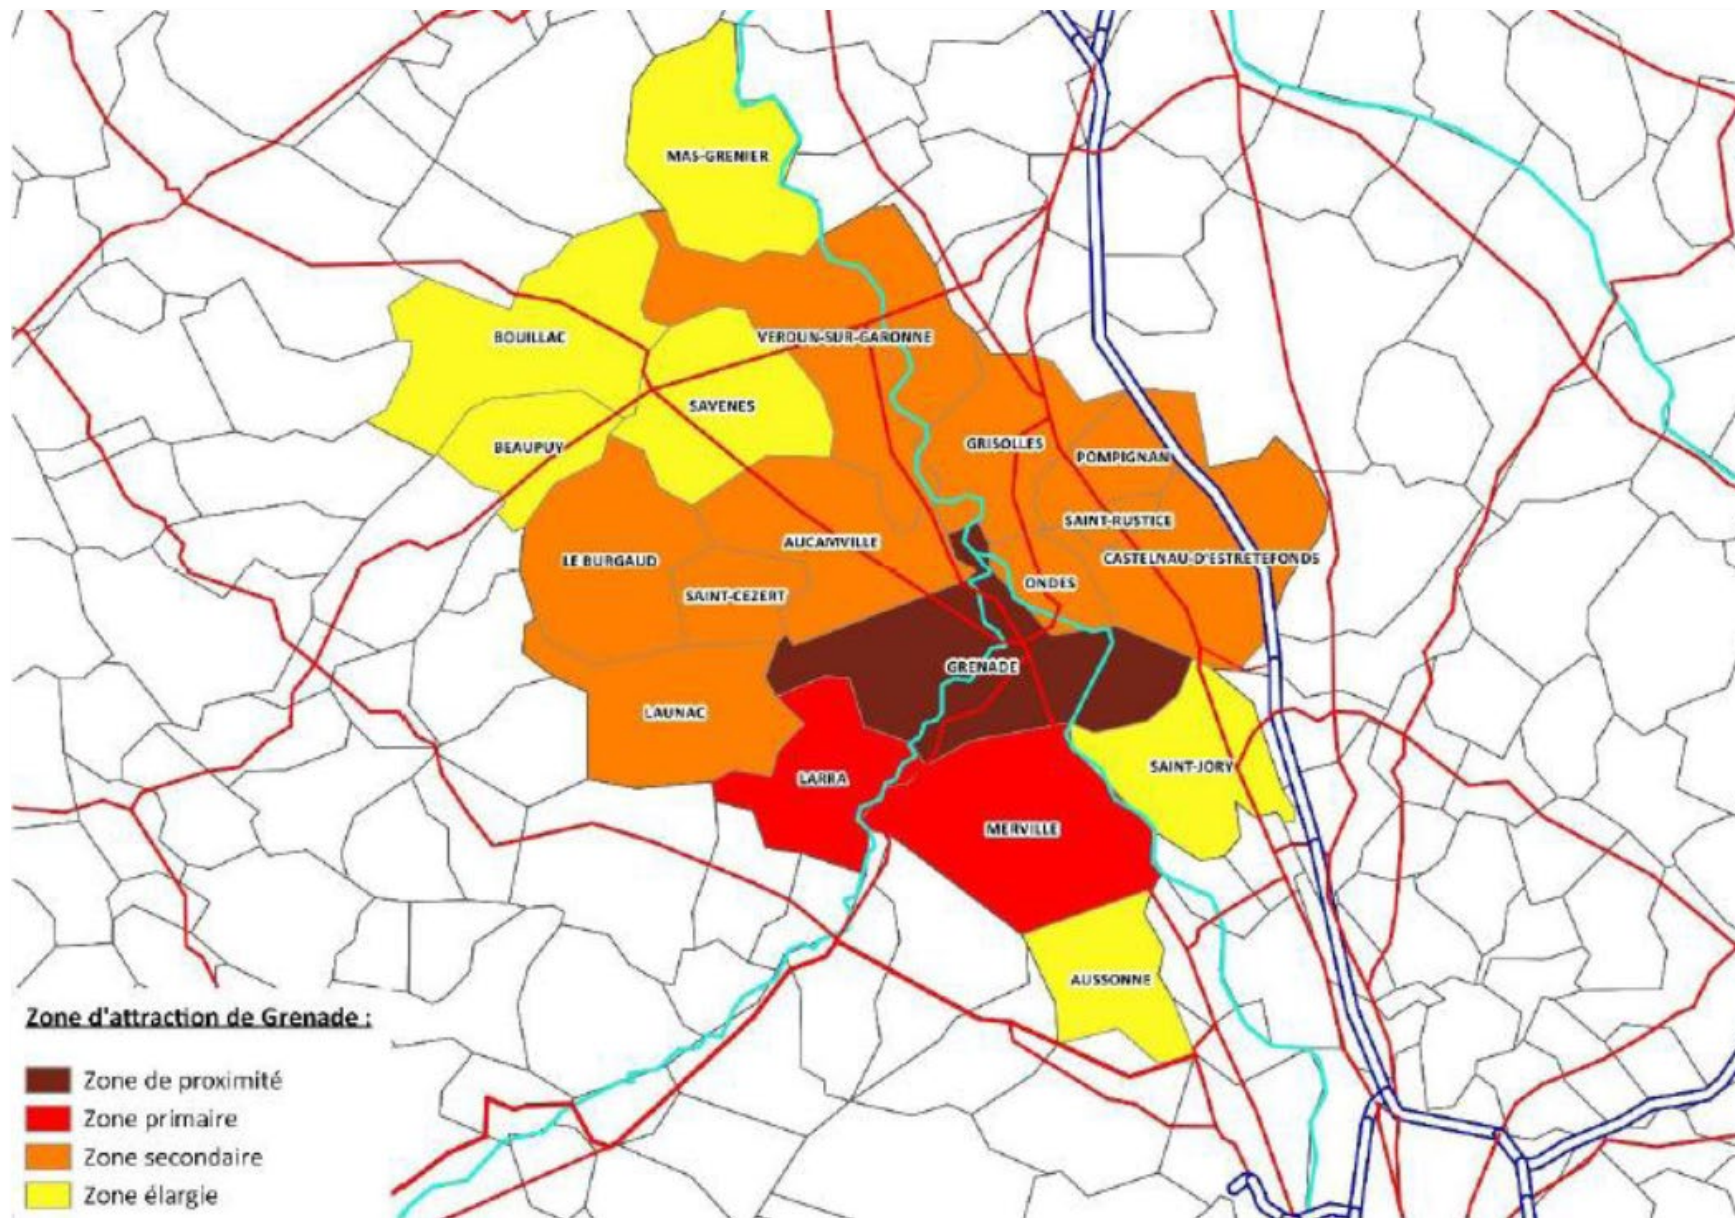 MAS-GRENIER
BOUILLAC
VERDUN-SUR-GARONNE
SAVENES
BEAUPUY
GRISOLLES
POMPIGNAN
SAINT-RUSTICE
AUCAMVILLE
LE BURGAUD
CASTELNAU-D'ESTRETEFONDS
ONDES
SAINT-CEZERT
GRENADE
LAUNAC
SAINT-JORY
LARRA
MERVILLE
AUSSONNE
Zone d'attraction de Grenade :
Zone de proximité
Zone primaire
Zone secondaire
Zone élargie